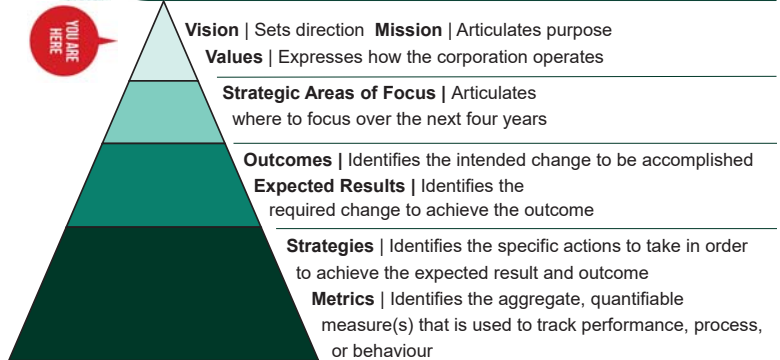 YOU ARE
HERE
Vision | Sets direction Mission | Articulates purpose
Values | Expresses how the corporation operates
Strategic Areas of Focus | Articulates
where to focus over the next four years
Outcomes | Identifies the intended change to be accomplished
Expected Results | Identifies the
required change to achieve the outcome
Strategies | Identifies the specific actions to take in order
to achieve the expected result and outcome
Metrics | Identifies the aggregate, quantifiable
measure(s) that is used to track performance, process,
or behaviour